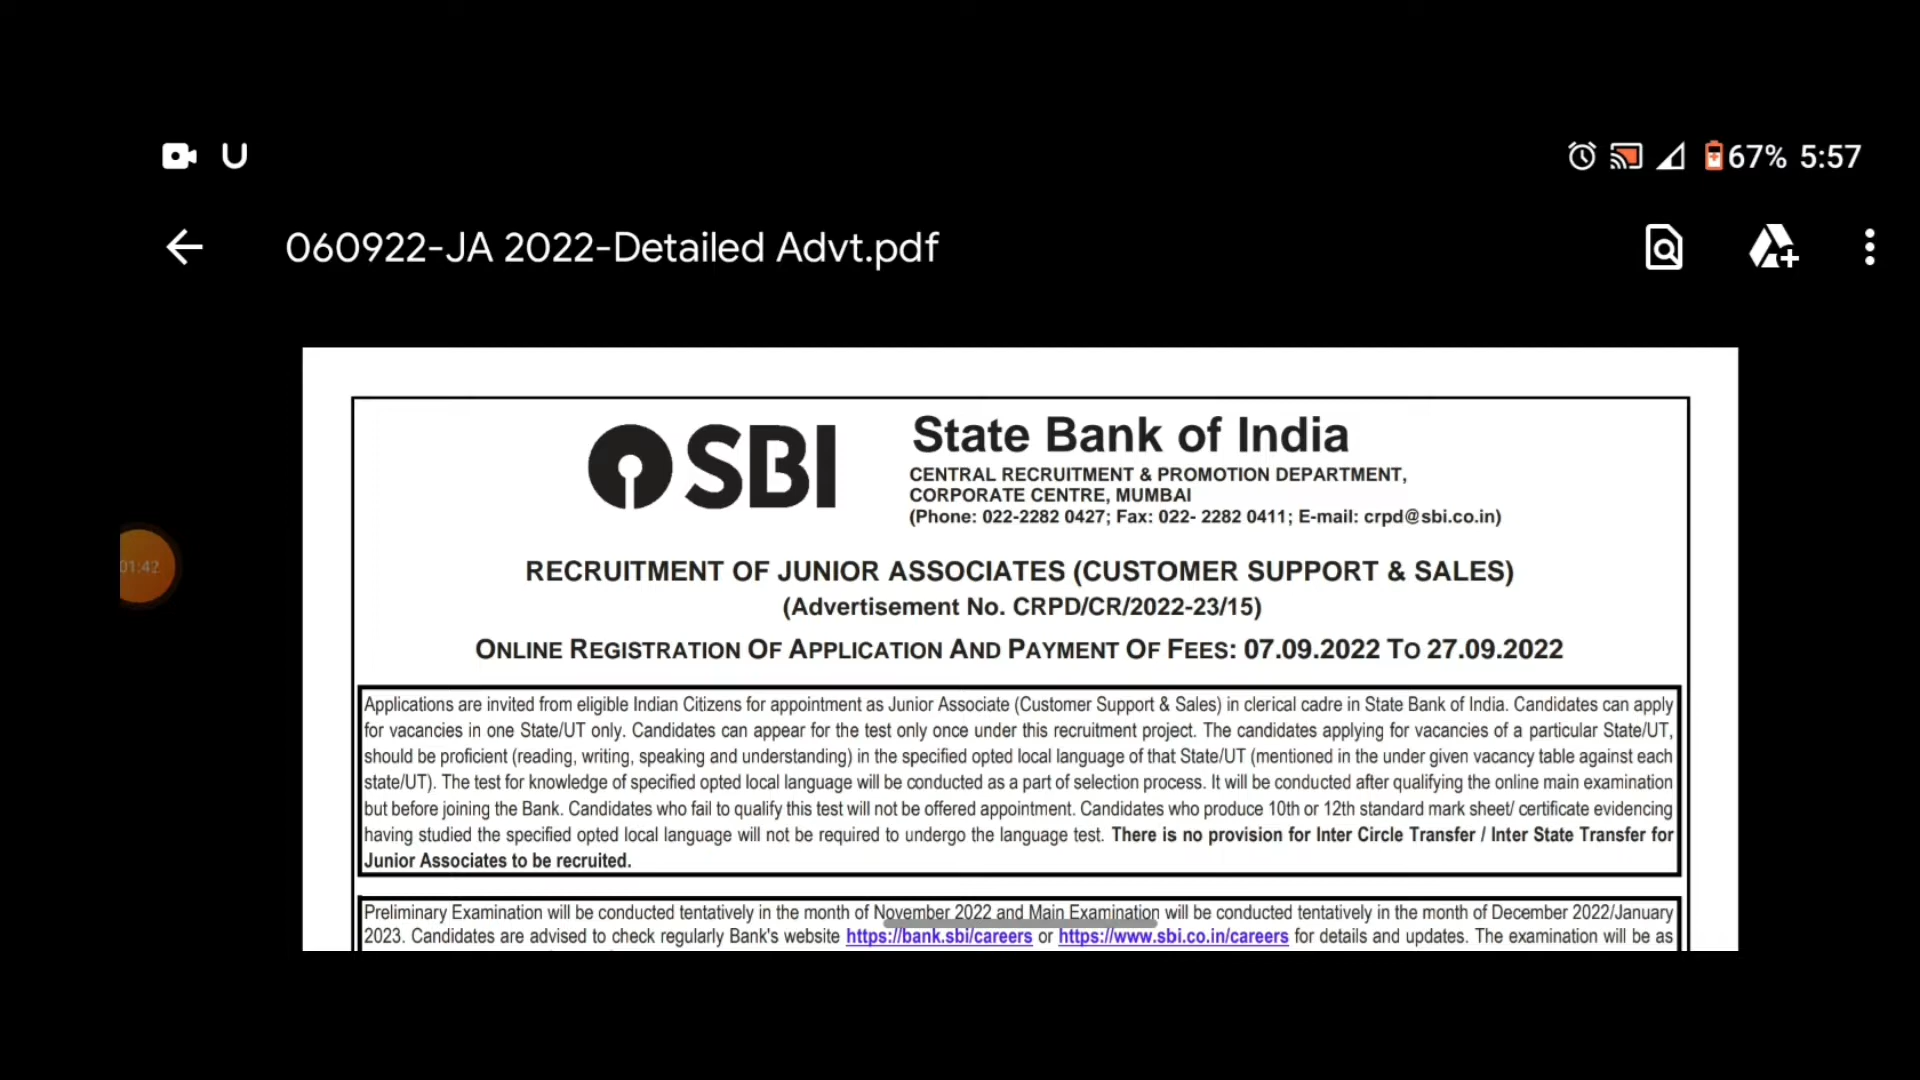 U
67% 5:57
060922-JA 2022-Detailed Advt.pdf
SBI
State Bank of India
CENTRAL RECRUITMENT & PROMOTION DEPARTMENT,
CORPORATE CENTRE, MUMBAI
(Phone: 022-2282 0427; Fax: 022- 2282 0411; E-mail: crpd@sbi.co.in)
01:42
RECRUITMENT OF JUNIOR ASSOCIATES (CUSTOMER SUPPORT & SALES)
(Advertisement No. CRPD/CR/2022-23/15)
ONLINE REGISTRATION OF APPLICATION AND PAYMENT OF FEES: 07.09.2022 TO 27.09.2022
Applications are invited from eligible Indian Citizens for appointment as Junior Associate (Customer Support & Sales) in clerical cadre in State Bank of India. Candidates can apply
for vacancies in one State/UT only. Candidates can appear for the test only once under this recruitment project. The candidates applying for vacancies of a particular State/UT,
should be proficient (reading, writing, speaking and understanding) in the specified opted local language of that State/UT (mentioned in the under given vacancy table against each
state/UT). The test for knowledge of specified opted local language will be conducted as a part of selection process. It will be conducted after qualifying the online main examination
but before joining the Bank. Candidates who fail to qualify this test will not be offered appointment. Candidates who produce 10th or 12th standard mark sheet/ certificate evidencing
having studied the specified opted local language will not be required to undergo the language test. There is no provision for Inter Circle Transfer / Inter State Transfer for
Junior Associates to be recruited.
Preliminary Examination will be conducted tentatively in the month of November 2022 and Main Examination will be conducted tentatively in the month of December 2022/January
2023. Candidates are advised to check regularly Bank's website https://bank.sbi/careers or https://www.sbi.co.in/careers for details and updates. The examination will be as